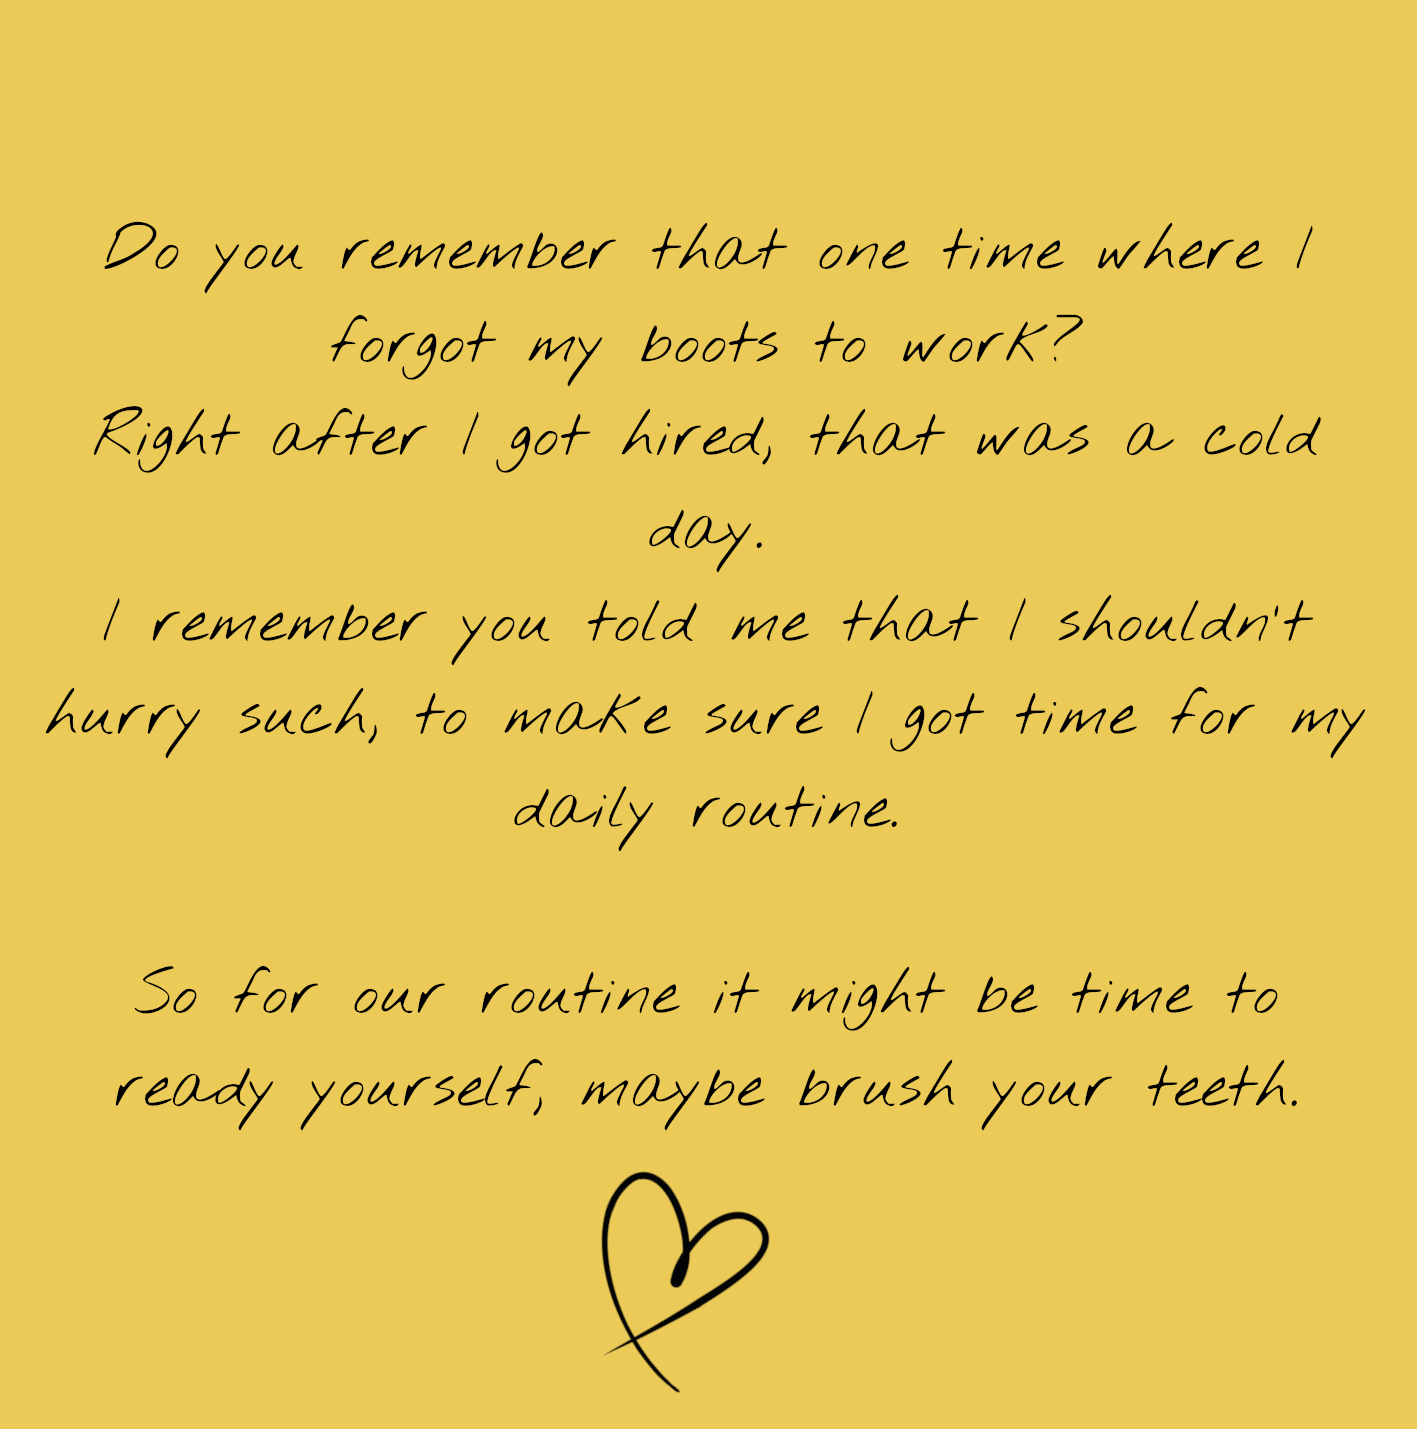 Do you remember that one time where I
forgot my boots to work?
Right after I got hired, that was a cold
day.
I remember you told me that I shouldn't
hurry such, to make sure I got time for my
daily routine.
So for our routine it might be time to
ready yourself, maybe brush your teeth.